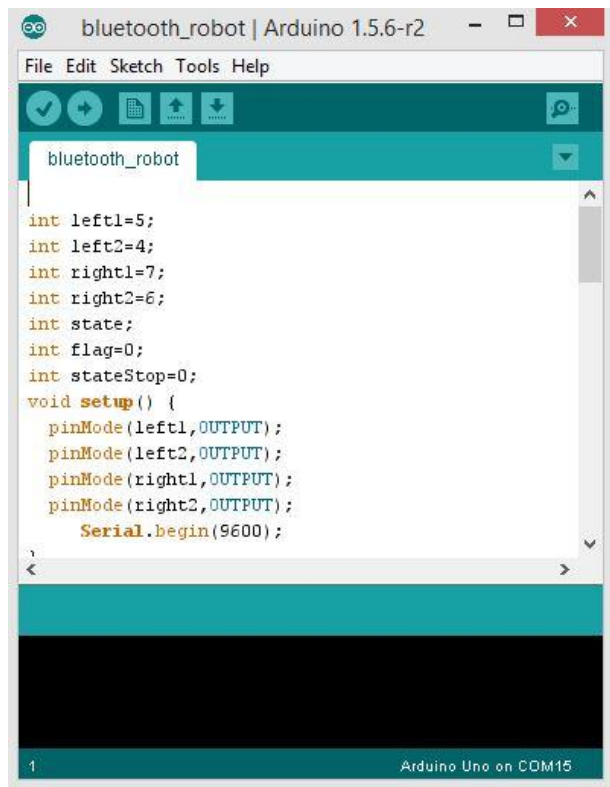 bluetooth_robot | Arduino 1.5.6-r2
File Edit Sketch Tools Help
bluetooth_robot
int left1=5;
int left2=4;
int right1=7;
int right2=6;
int state;
int flag=0;
int stateStop=0;
void setup() {
pinMode(left1,OUTPUT);
pinMode(left2,OUTPUT);
pinMode(right1,OUTPUT);
pinMode(right2,OUTPUT);
Serial.begin(9600);
}
1 Arduino Uno on COM15